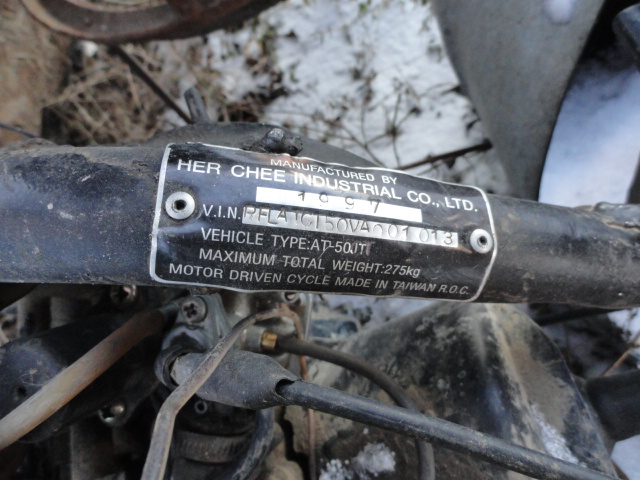 MANUFACTURED BY
HER CHEE INDUSTRIAL CO., LTD.
1997
V.I.N.
VEHICLE TYPE:AT-50JT
MAXIMUM TOTAL WEIGHT:275kg
MOTOR DRIVEN CYCLE MADE IN TAIWAN R.O.C.